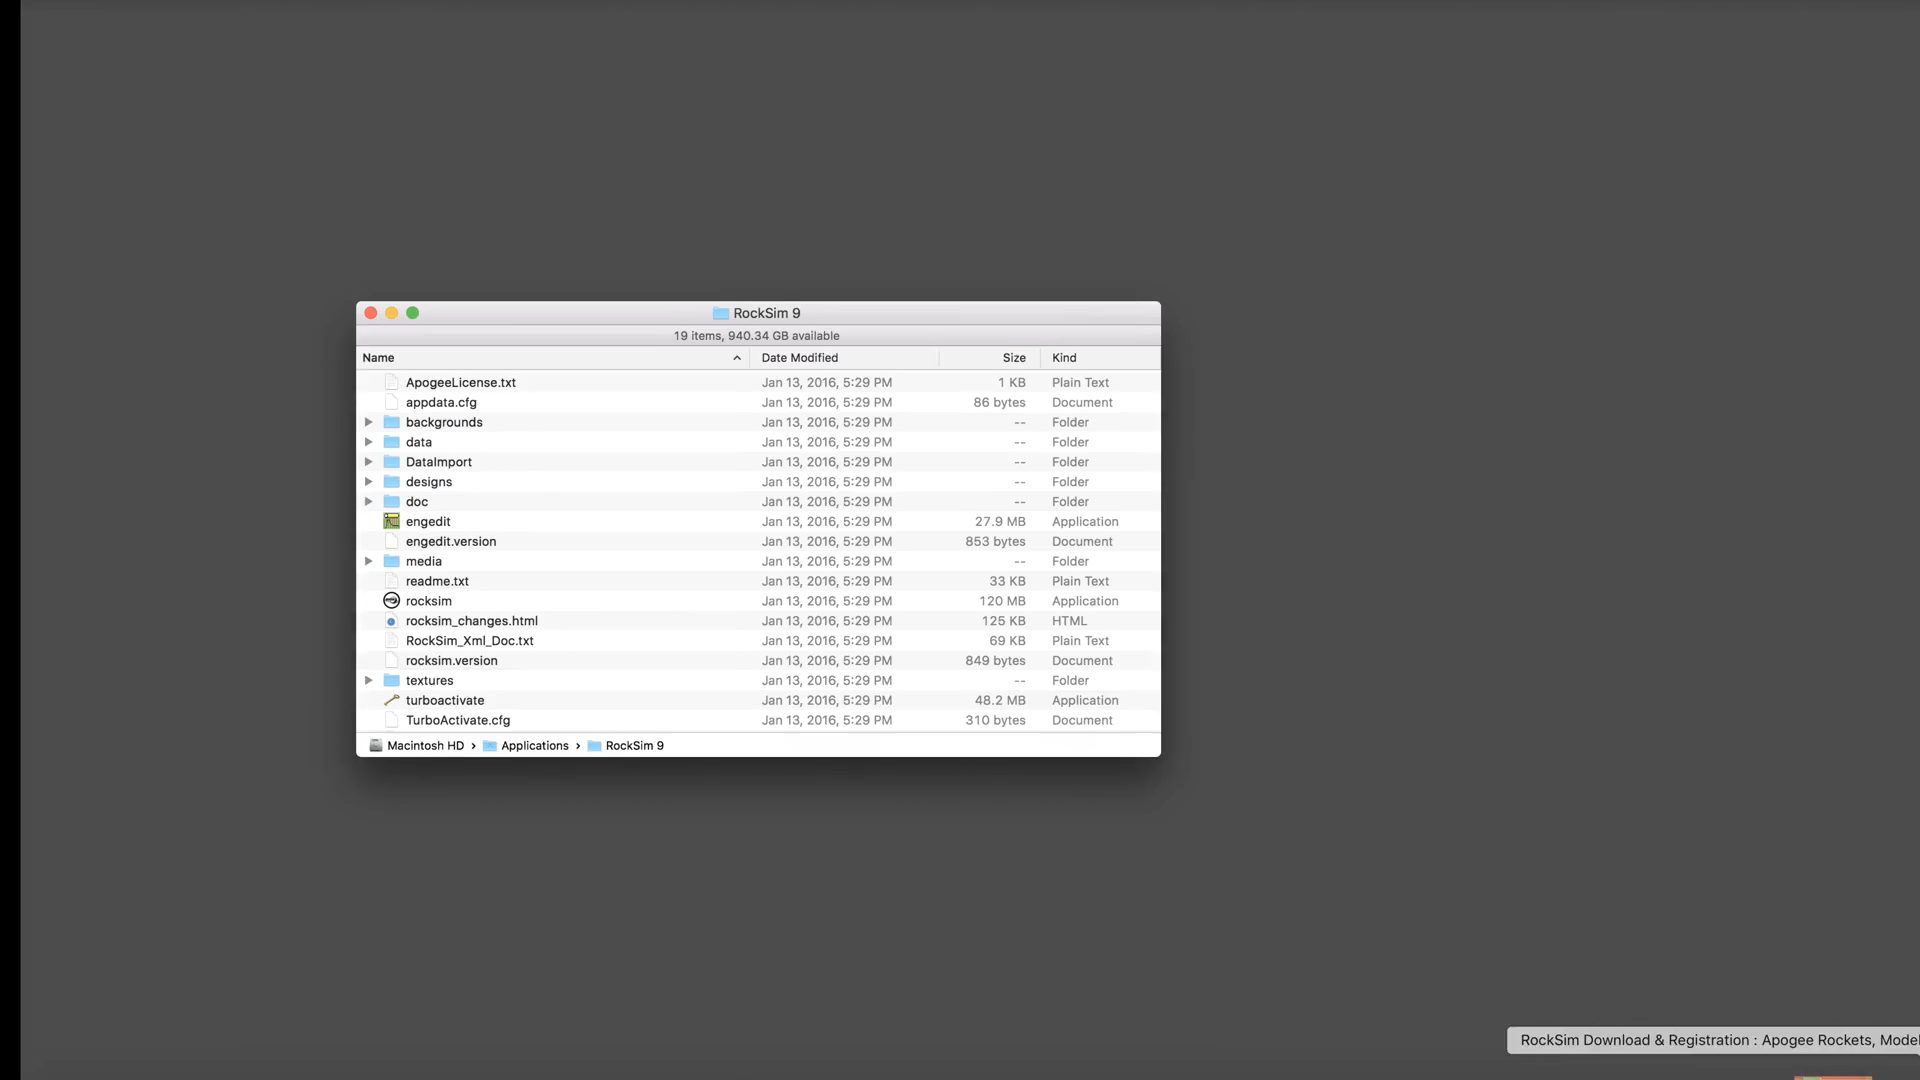 RockSim 9
19 items, 940.34 GB available
Name Date Modified Size Kind
ApogeeLicense.txt Jan 13, 2016, 5:29 PM 1 KB Plain Text
appdata.cfg Jan 13, 2016, 5:29 PM 86 bytes Document
backgrounds Jan 13, 2016, 5:29 PM -- Folder
data Jan 13, 2016, 5:29 PM -- Folder
DataImport Jan 13, 2016, 5:29 PM -- Folder
designs Jan 13, 2016, 5:29 PM -- Folder
doc Jan 13, 2016, 5:29 PM -- Folder
engedit Jan 13, 2016, 5:29 PM 27.9 MB Application
engedit.version Jan 13, 2016, 5:29 PM 853 bytes Document
media Jan 13, 2016, 5:29 PM -- Folder
readme.txt Jan 13, 2016, 5:29 PM 33 KB Plain Text
rocksim Jan 13, 2016, 5:29 PM 120 MB Application
rocksim_changes.html Jan 13, 2016, 5:29 PM 125 KB HTML
RockSim_Xml_Doc.txt Jan 13, 2016, 5:29 PM 69 KB Plain Text
rocksim.version Jan 13, 2016, 5:29 PM 849 bytes Document
textures Jan 13, 2016, 5:29 PM -- Folder
turboactivate Jan 13, 2016, 5:29 PM 48.2 MB Application
TurboActivate.cfg Jan 13, 2016, 5:29 PM 310 bytes Document
Macintosh HD › Applications › RockSim 9
RockSim Download & Registration : Apogee Rockets, Model